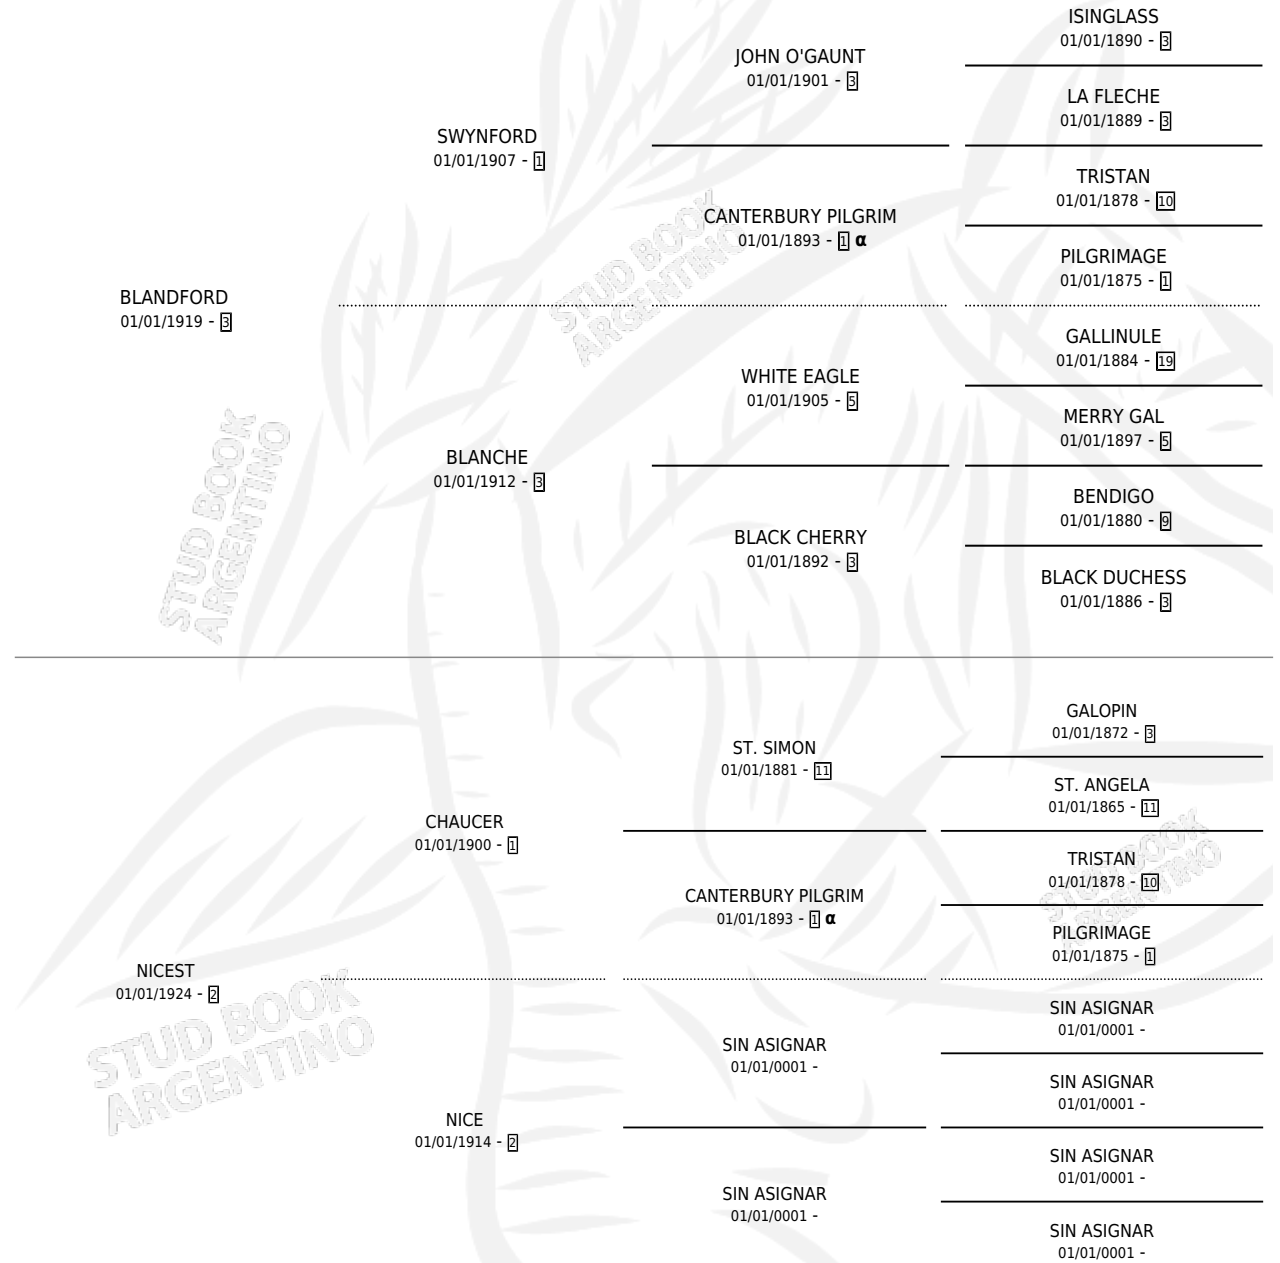 ISINGLASS
01/01/1890 - 3
JOHN O'GAUNT
01/01/1901 - 3
LA FLECHE
01/01/1889 - 3
SWYNFORD
01/01/1907 - 1
TRISTAN
01/01/1878 - 10
CANTERBURY PILGRIM
01/01/1893 - 1 α
PILGRIMAGE
01/01/1875 - 1
STUD BOOK
ARGENTINO
BLANDFORD
01/01/1919 - 3
GALLINULE
01/01/1884 - 19
WHITE EAGLE
01/01/1905 - 5
MERRY GAL
01/01/1897 - 5
BLANCHE
01/01/1912 - 3
BENDIGO
01/01/1880 - 9
BLACK CHERRY
01/01/1892 - 3
BLACK DUCHESS
01/01/1886 - 3
STUD BOOK
ARGENTINO
GALOPIN
01/01/1872 - 3
ST. SIMON
01/01/1881 - 11
ST. ANGELA
01/01/1865 - 11
CHAUCER
01/01/1900 - 1
TRISTAN
01/01/1878 - 10
CANTERBURY PILGRIM
01/01/1893 - 1 α
PILGRIMAGE
01/01/1875 - 1
STUD BOOK
ARGENTINO
NICEST
01/01/1924 - 2
SIN ASIGNAR
01/01/0001 -
SIN ASIGNAR
01/01/0001 -
SIN ASIGNAR
01/01/0001 -
NICE
01/01/1914 - 2
SIN ASIGNAR
01/01/0001 -
SIN ASIGNAR
01/01/0001 -
SIN ASIGNAR
01/01/0001 -
STUD BOOK
ARGENTINO